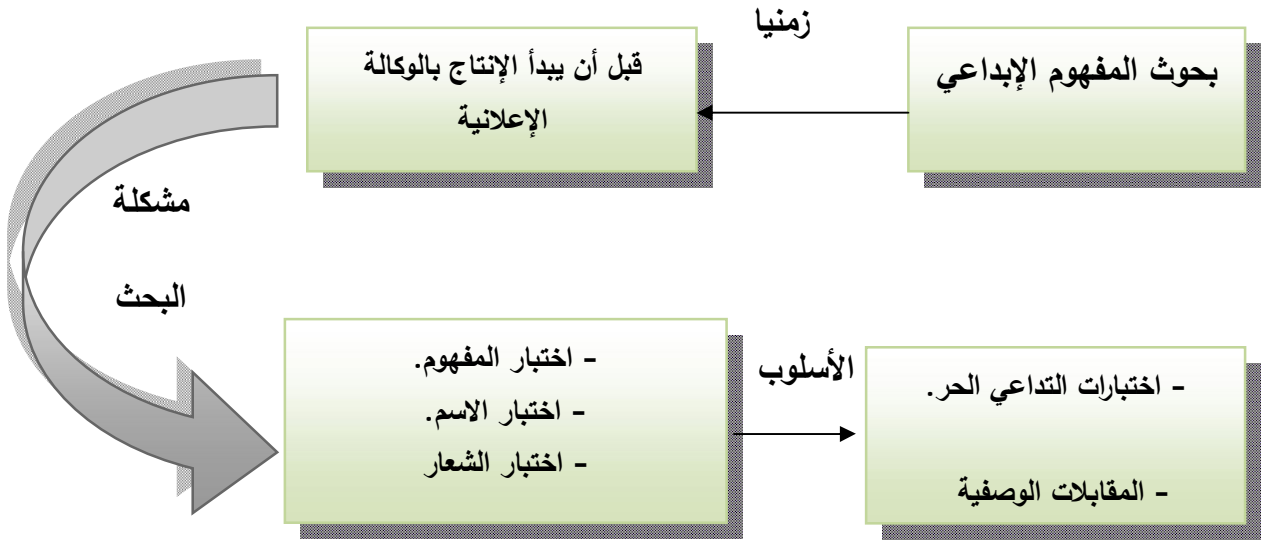 زمنيا
بحوث المفهوم الإبداعي
قبل أن يبدأ الإنتاج بالوكالة
الإعلانية
مشكلة
البحث
- اختبار المفهوم.
- اختبار الاسم.
- اختبار الشعار
الأسلوب
- اختبارات التداعي الحر.
- المقابلات الوصفية